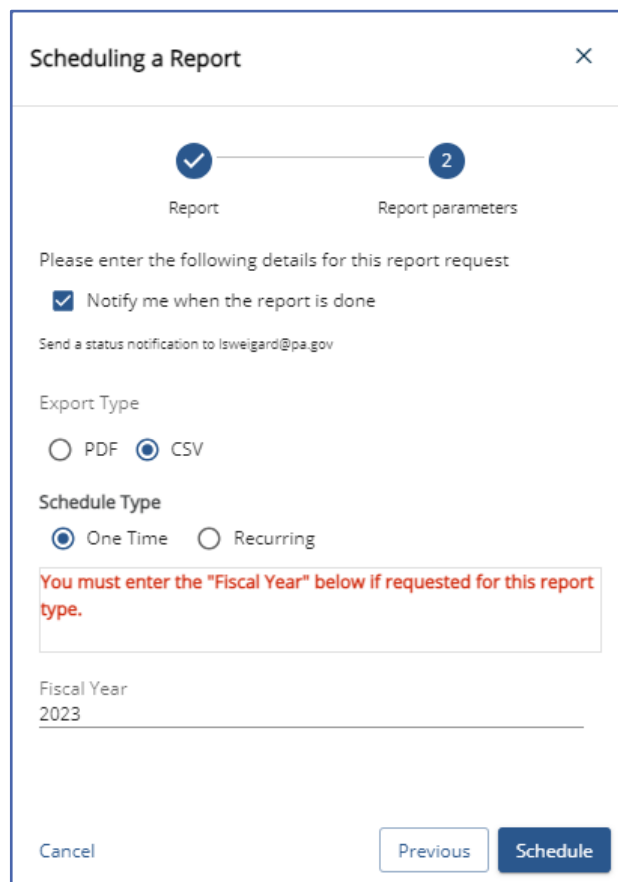 Scheduling a Report
2
Report
Report parameters
Please enter the following details for this report request
Notify me when the report is done
Send a status notification to lsweigard@pa.gov
Export Type
PDF CSV
Schedule Type
One Time Recurring
You must enter the "Fiscal Year" below if requested for this report
type.
Fiscal Year
2023
Cancel Previous Schedule